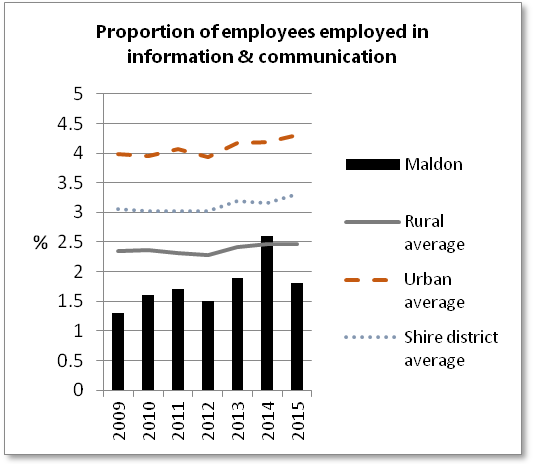 Proportion of employees employed in
information & communication
5
4.5
4
3.5
3
2.5
2
1.5
1
0.5
0
%
2009
2010
2011
2012
2013
2014
2015
Maldon
Rural
average
Urban
average
Shire district
average